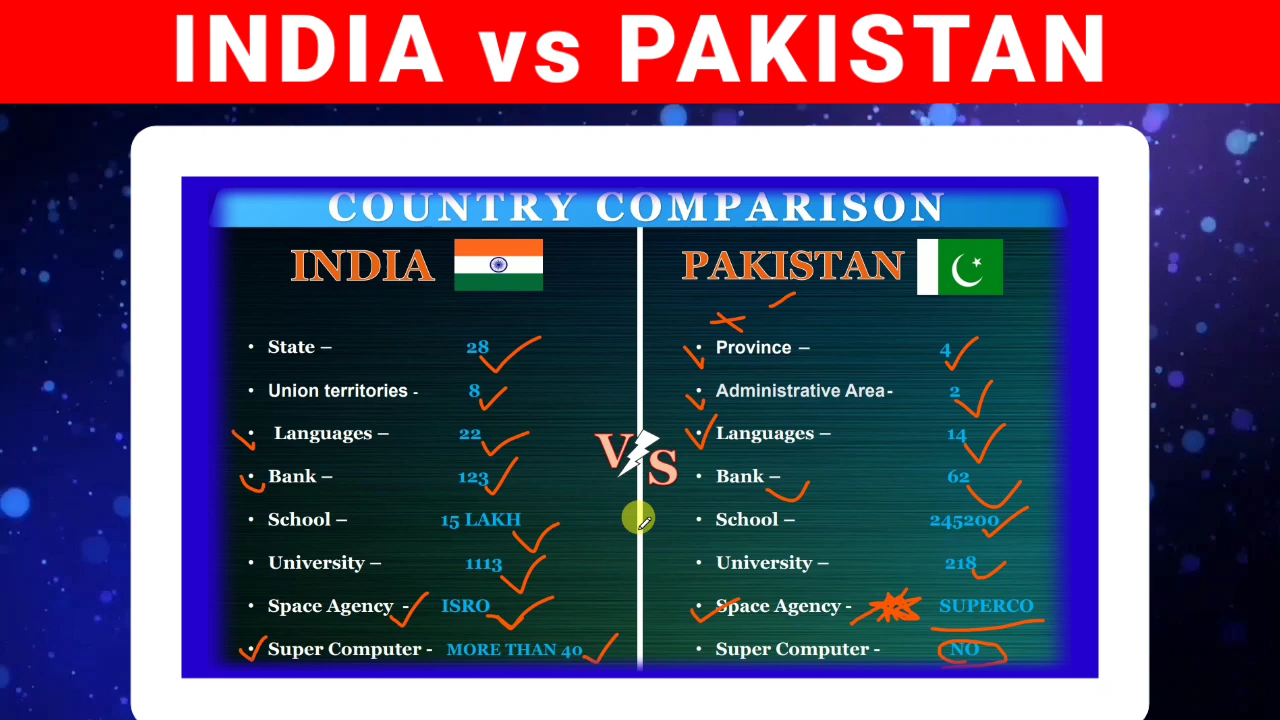 INDIA vs PAKISTAN
COUNTRY COMPARISON
INDIA
• State – 28
• Union territories - 8
• Languages – 22
• Bank – 123
• School – 15 LAKH
• University – 1113
• Space Agency - ISRO
• Super Computer - MORE THAN 40
VS
PAKISTAN
• Province – 4
• Administrative Area- 2
• Languages – 14
• Bank – 62
• School – 245200
• University – 218
• Space Agency - SUPERCO
• Super Computer - NO